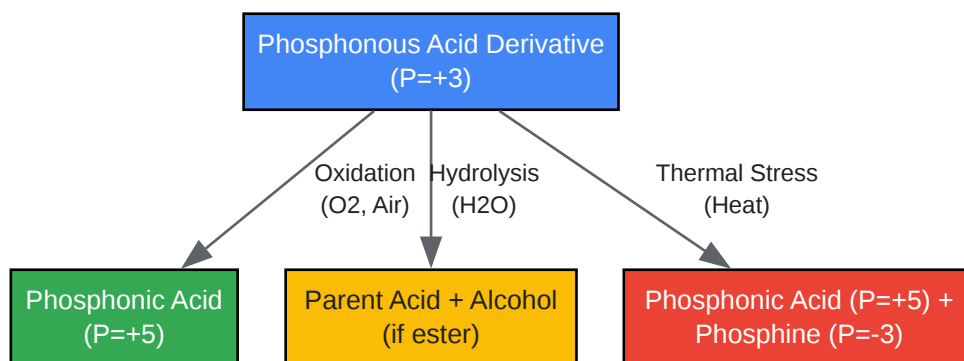 Phosphonous Acid Derivative
(P=+3)
Oxidation
(O2, Air)
Hydrolysis
(H2O)
Thermal Stress
(Heat)
Phosphonic Acid
(P=+5)
Parent Acid + Alcohol
(if ester)
Phosphonic Acid (P=+5) +
Phosphine (P=-3)